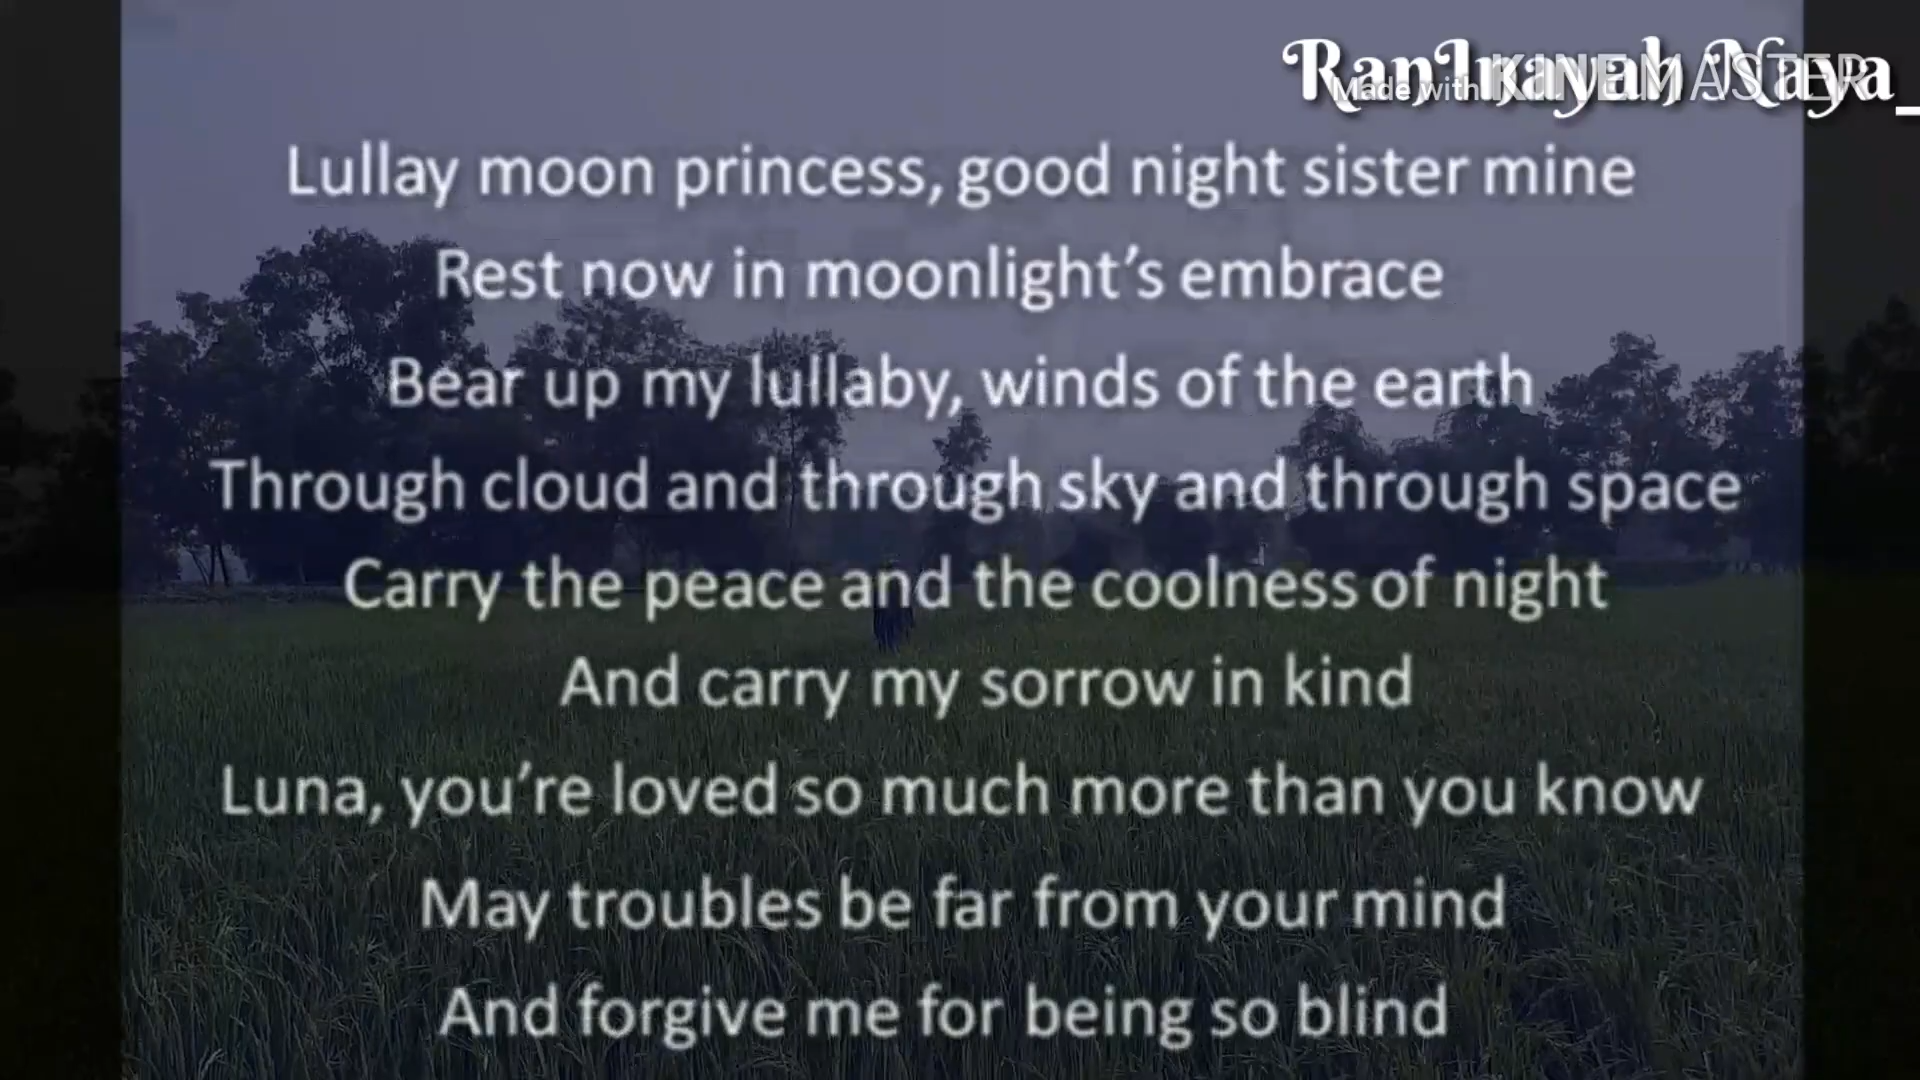 Made with KINEMASTER
Lullay moon princess, good night sister mine
Rest now in moonlight’s embrace
Bear up my lullaby, winds of the earth
Through cloud and through sky and through space
Carry the peace and the coolness of night
And carry my sorrow in kind
Luna, you’re loved so much more than you know
May troubles be far from your mind
And forgive me for being so blind